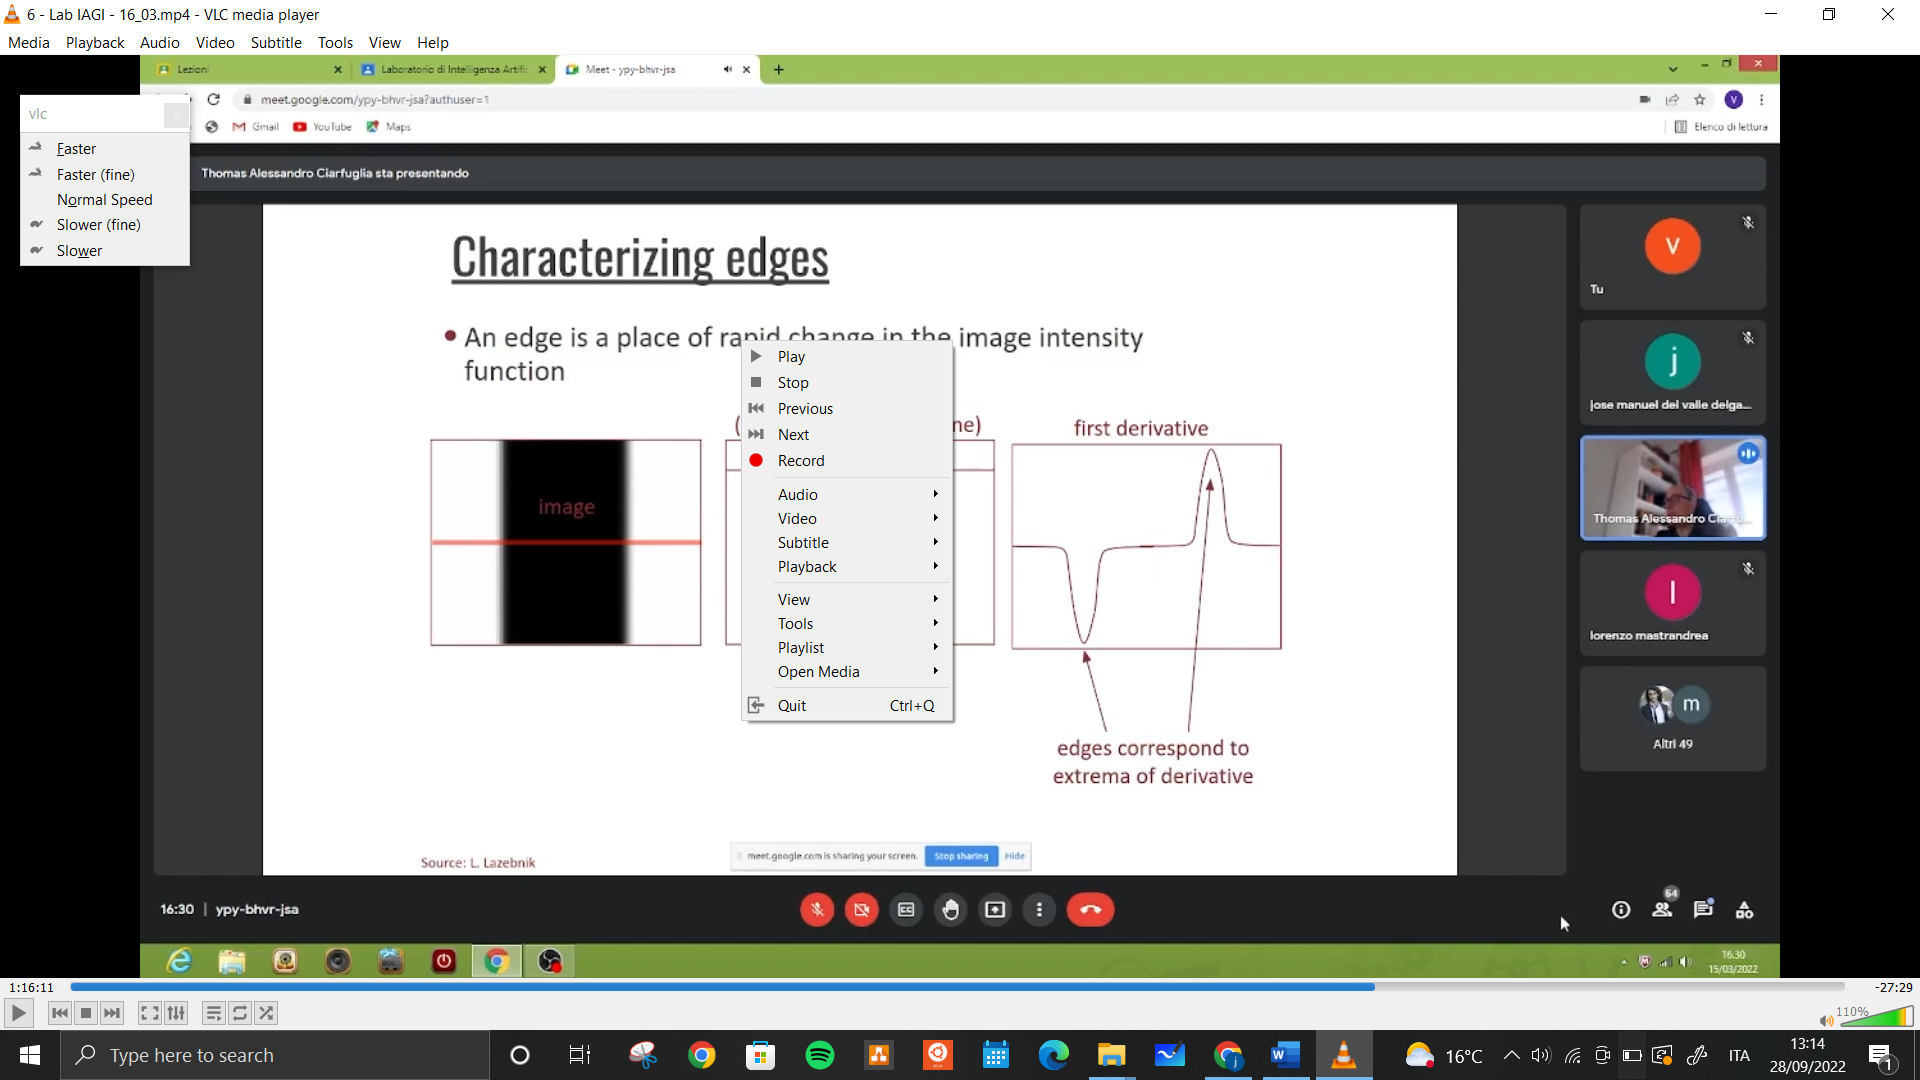 6 - Lab IAGI - 16_03.mp4 - VLC media player
Media Playback Audio Video Subtitle Tools View Help
Lezioni
Laboratorio di Intelligenza Artific
Meet - ypy-bhvr-jsa
meet.google.com/ypy-bhvr-jsa?authuser=1
V
Gmail YouTube Maps
Elenco di lettura
vlc
Faster
Faster (fine)
Normal Speed
Slower (fine)
Slower
Thomas Alessandro Ciarfuglia sta presentando
Characterizing edges
• An edge is a place of rapid change in the image intensity
function
image
(
ne)
first derivative
edges correspond to
extrema of derivative
Source: L. Lazebnik
Play
Stop
Previous
Next
Record
Audio
Video
Subtitle
Playback
View
Tools
Playlist
Open Media
Quit Ctrl+Q
meet.google.com is sharing your screen.
Stop sharing
Hide
V
Tu
j
jose manuel del valle delga...
Thomas Alessandro Ciarfu...
l
lorenzo mastrandrea
m
Altri 49
16:30 | ypy-bhvr-jsa
54
16.30
15/03/2022
1:16:11
-27:29
110%
Type here to search
16°C
ITA
13:14
28/09/2022
1